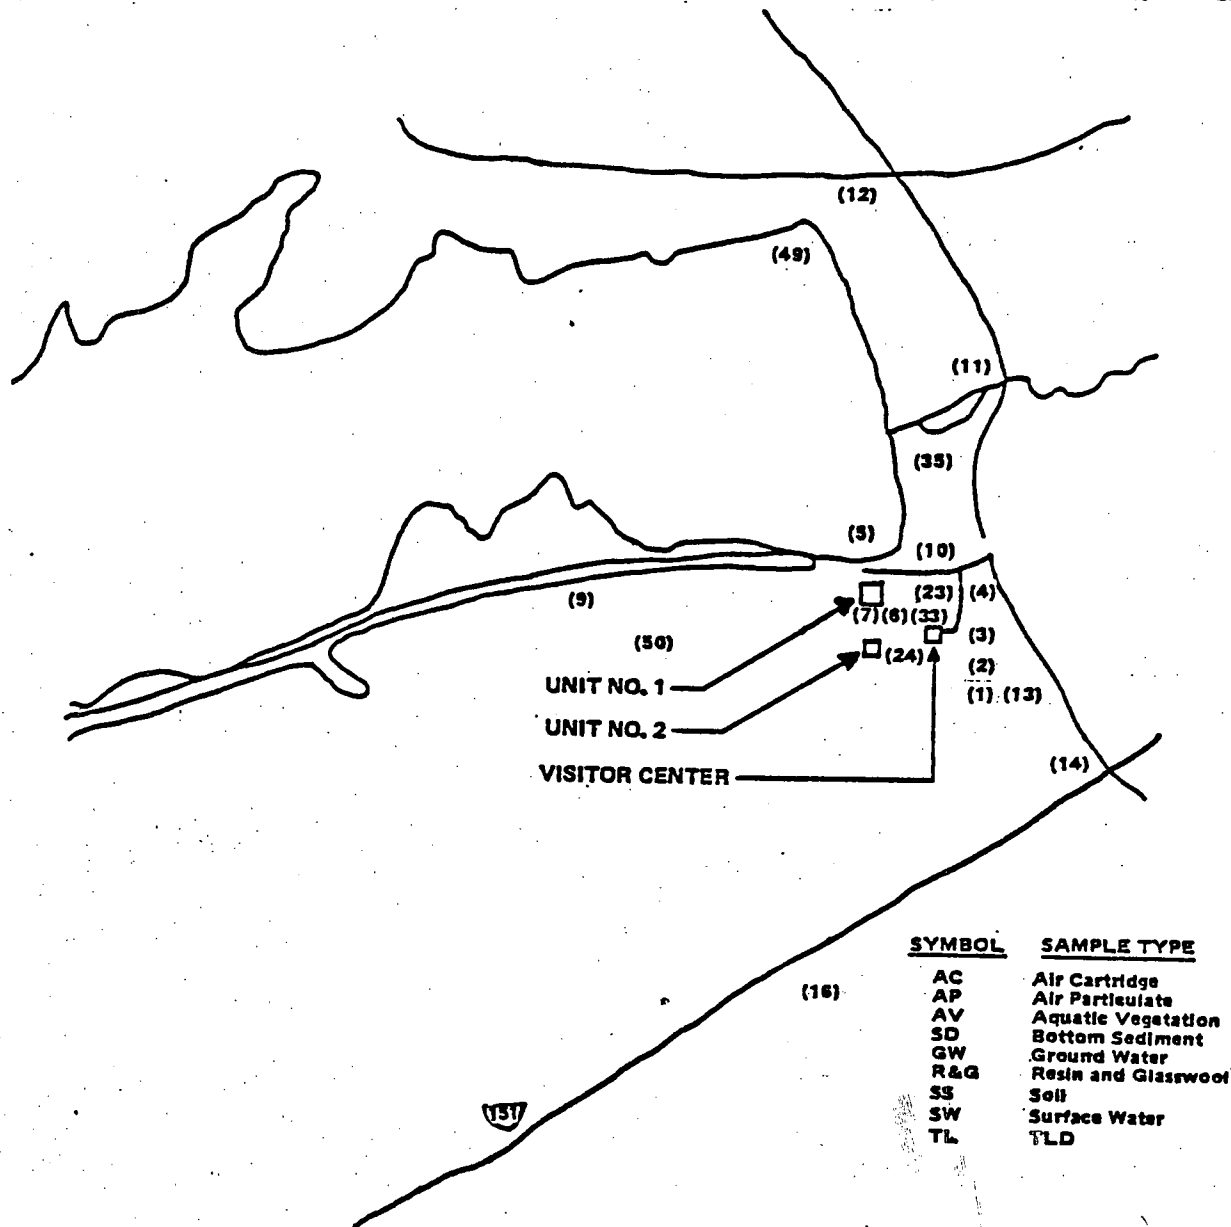 (12)
(49)
(11)
(35)
(5)
(10)
(9)
(23) (4)
(7)(6)(33)
(50)
(3)
(24)
(2)
UNIT NO. 1
(1) (13)
UNIT NO. 2
(14)
VISITOR CENTER
SYMBOL SAMPLE TYPE
AC Air Cartridge
AP Air Particulate
(16)
AV Aquatic Vegetation
SD Bottom Sediment
GW Ground Water
R&G Resin and Glasswool
SS Soil
SW Surface Water
TL TLD
151